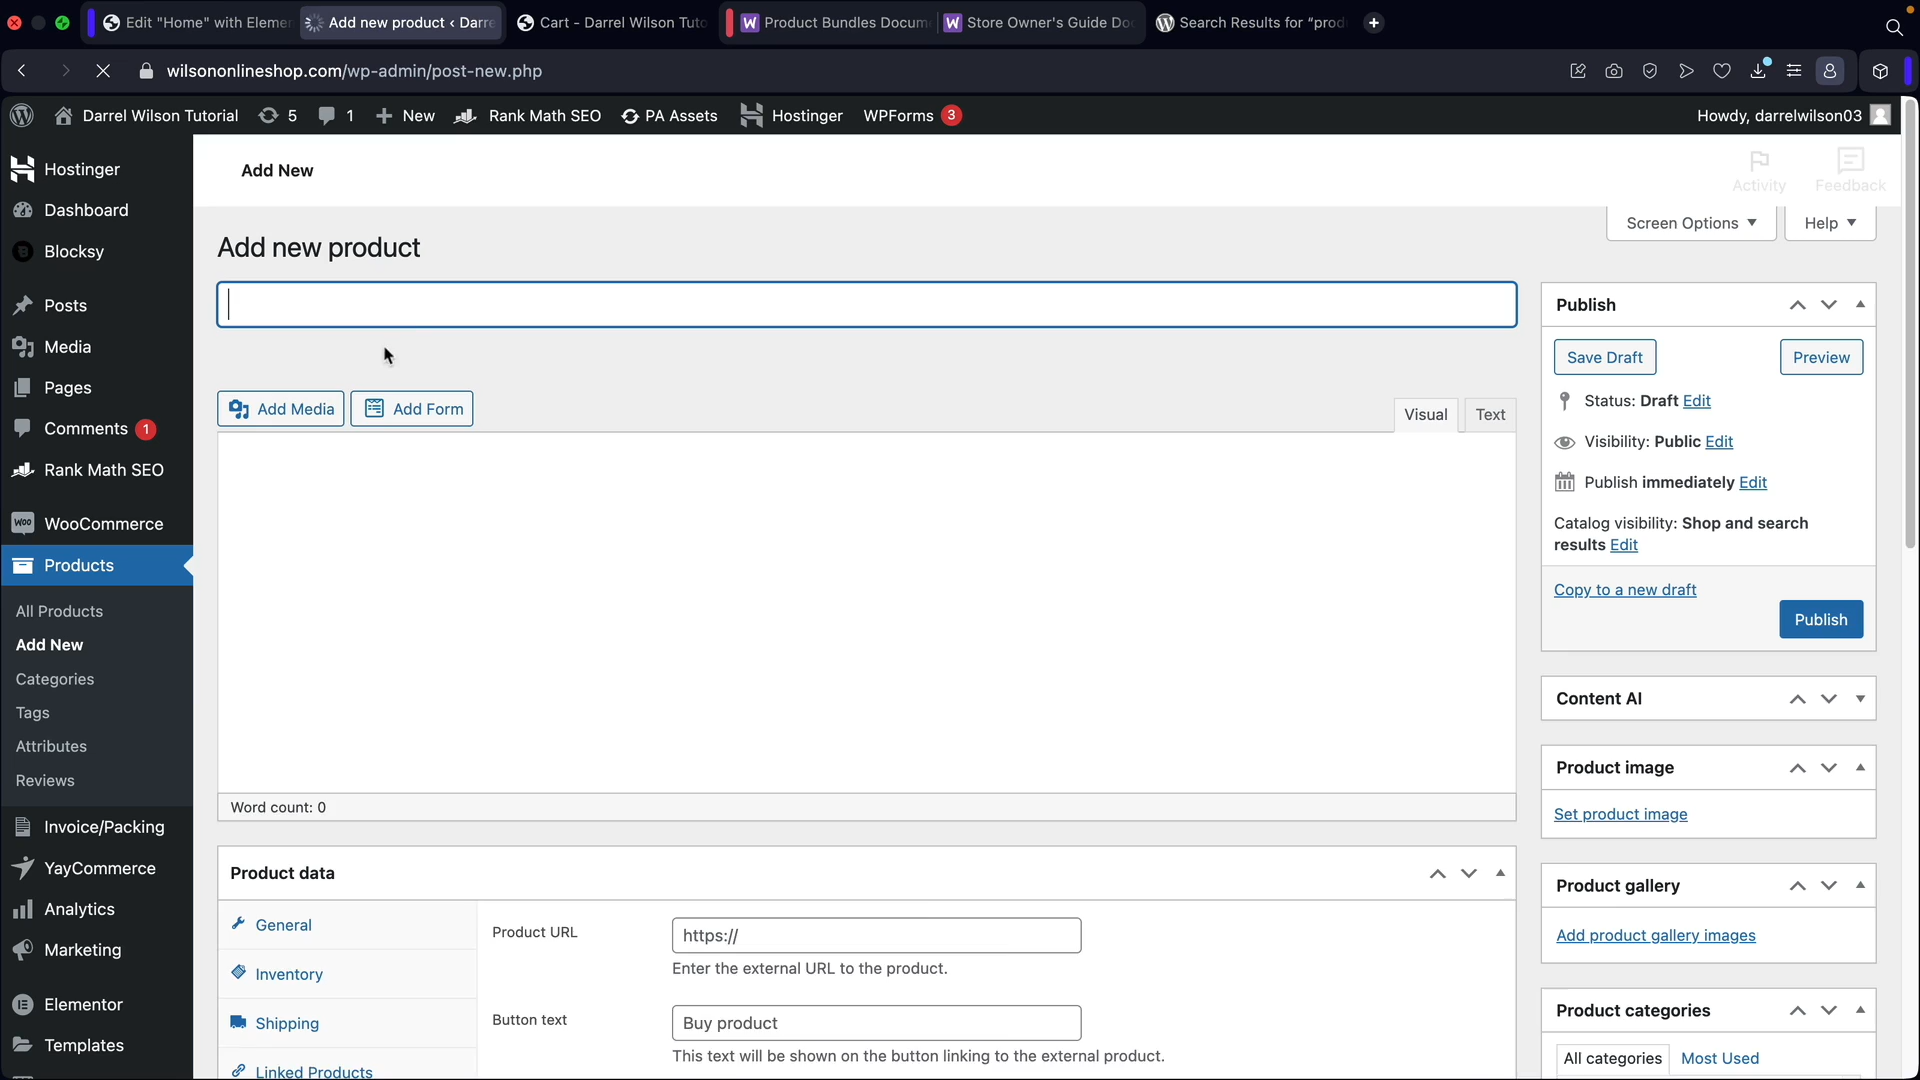 Edit "Home" with Eleme
Add new product ‹ Darre
Cart - Darrel Wilson Tuto
Product Bundles Docum
Store Owner's Guide Do
Search Results for “prod
wilsononlineshop.com/wp-admin/post-new.php
Darrel Wilson Tutorial
5
1
New
Rank Math SEO
PA Assets
Hostinger
WPForms 3
Howdy, darrelwilson03
Hostinger
Dashboard
Blocksy
Posts
Media
Pages
Comments 1
Rank Math SEO
WooCommerce
Products
All Products
Add New
Categories
Tags
Attributes
Reviews
Invoice/Packing
YayCommerce
Analytics
Marketing
Elementor
Templates
Add New
Activity
Feedback
Screen Options
Help
Add new product
Add Media
Add Form
Visual
Text
Word count: 0
Product data
General
Inventory
Shipping
Linked Products
Product URL
https://
Enter the external URL to the product.
Button text
Buy product
This text will be shown on the button linking to the external product.
Publish
Save Draft
Preview
Status: Draft Edit
Visibility: Public Edit
Publish immediately Edit
Catalog visibility: Shop and search
results Edit
Copy to a new draft
Publish
Content AI
Product image
Set product image
Product gallery
Add product gallery images
Product categories
All categories
Most Used